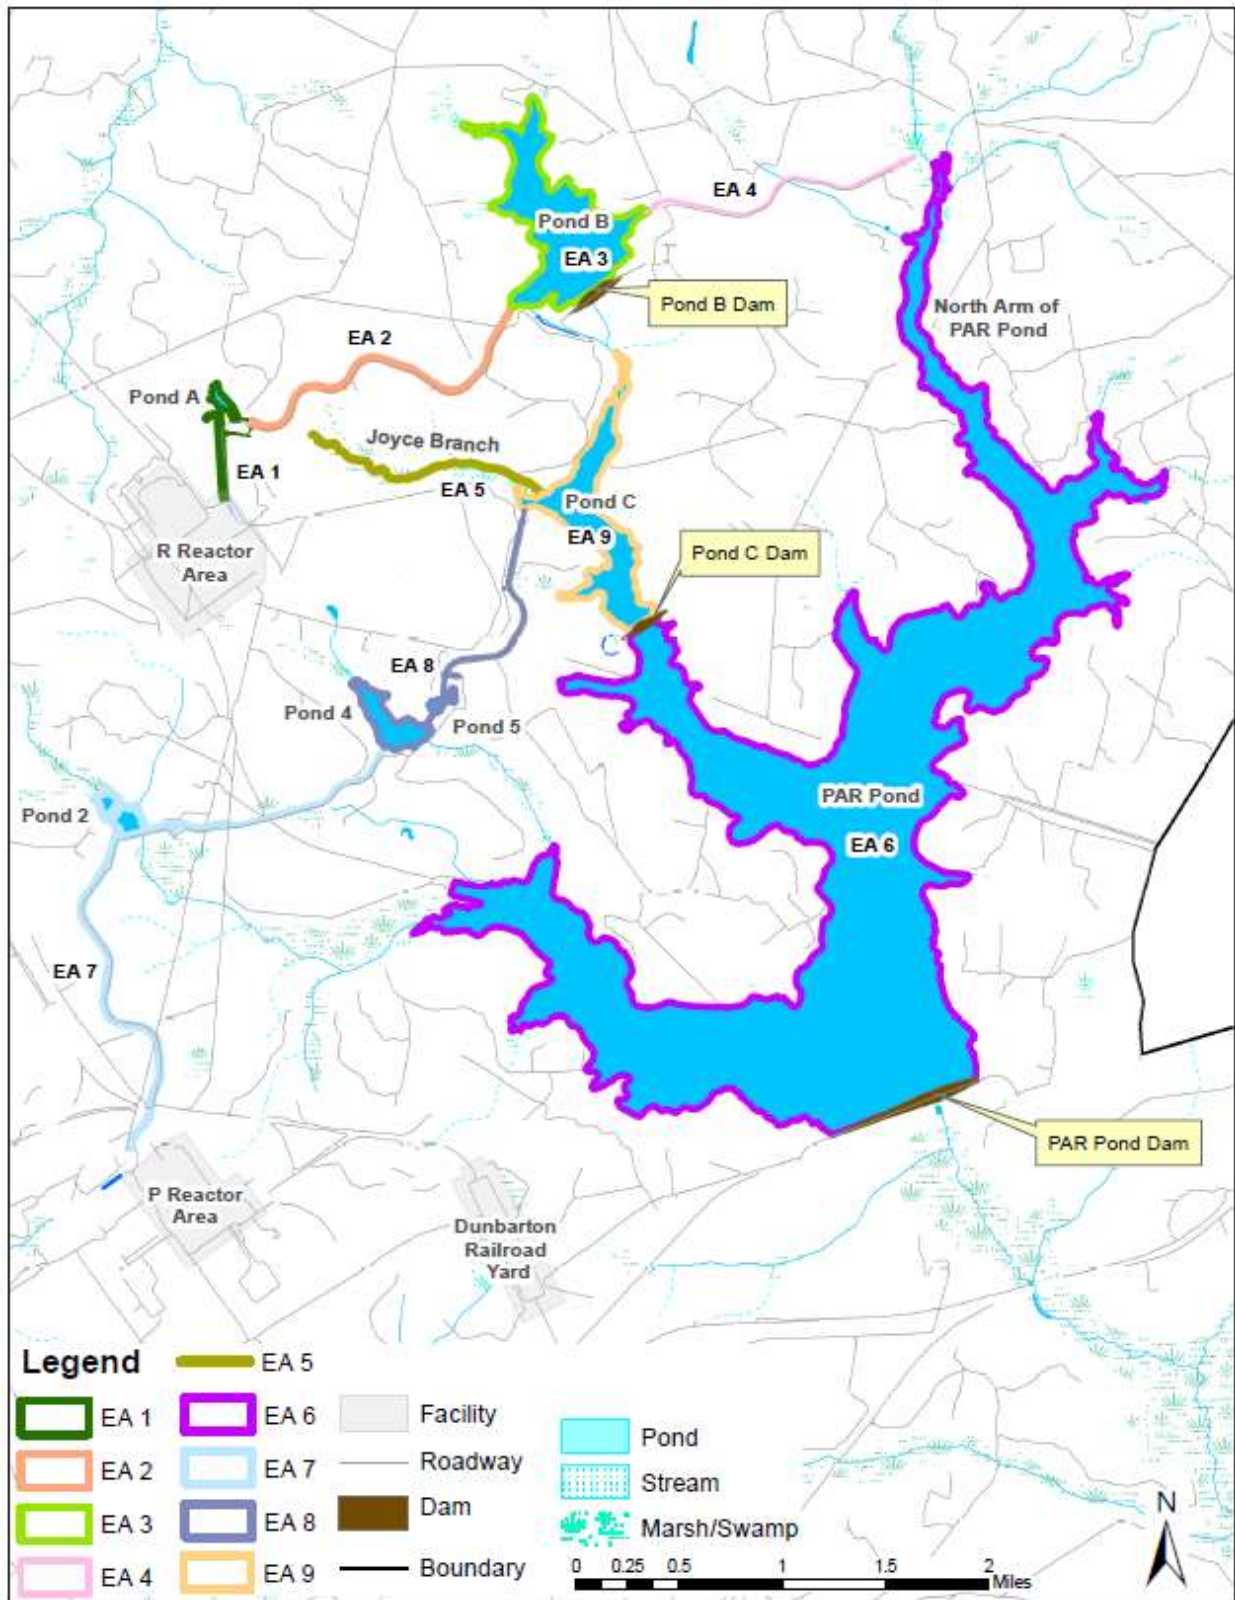 EA 4
Pond B
EA 3
Pond B Dam
North Arm of
PAR Pond
EA 2
Pond A
Joyce Branch
EA 1
EA 5
Pond C
EA 9
R Reactor
Area
Pond C Dam
C
EA 8
Pond 4
Pond 5
PAR Pond
Pond 2
EA 6
EA 7
PAR Pond Dam
P Reactor
Area
Dunbarton
Railroad
Yard
Legend
EA 1
EA 2
EA 3
EA 4
EA 5
EA 6
EA 7
EA 8
EA 9
Facility
Roadway
Dam
Boundary
Pond
Stream
Marsh/Swamp
0 0.25 0.5 1 1.5 2
Miles
N